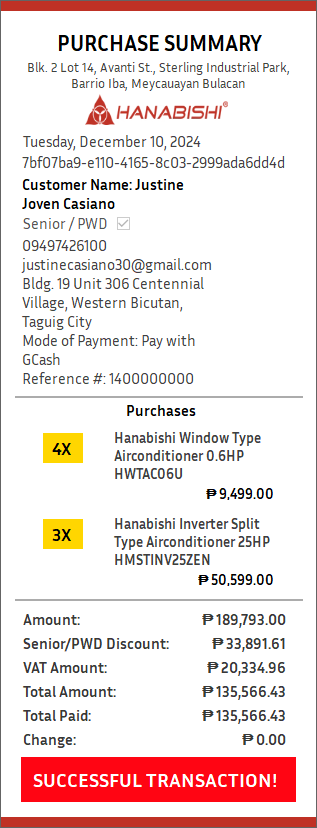 PURCHASE SUMMARY
Blk. 2 Lot 14, Avanti St., Sterling Industrial Park,
Barrio Iba, Meycauayan Bulacan
HANABISHI®
Tuesday, December 10, 2024
7bf07ba9-e110-4165-8c03-2999ada6dd4d
Customer Name: Justine
Joven Casiano
Senior / PWD
09497426100
justinecasiano30@gmail.com
Bldg. 19 Unit 306 Centennial
Village, Western Bicutan,
Taguig City
Mode of Payment: Pay with
GCash
Reference #: 1400000000
Purchases
4X
Hanabishi Window Type
Airconditioner 0.6HP
HWTAC06U
₱ 9,499.00
3X
Hanabishi Inverter Split
Type Airconditioner 25HP
HMSTINV25ZEN
₱ 50,599.00
Amount: ₱ 189,793.00
Senior/PWD Discount: ₱ 33,891.61
VAT Amount: ₱ 20,334.96
Total Amount: ₱ 135,566.43
Total Paid: ₱ 135,566.43
Change: ₱ 0.00
SUCCESSFUL TRANSACTION!